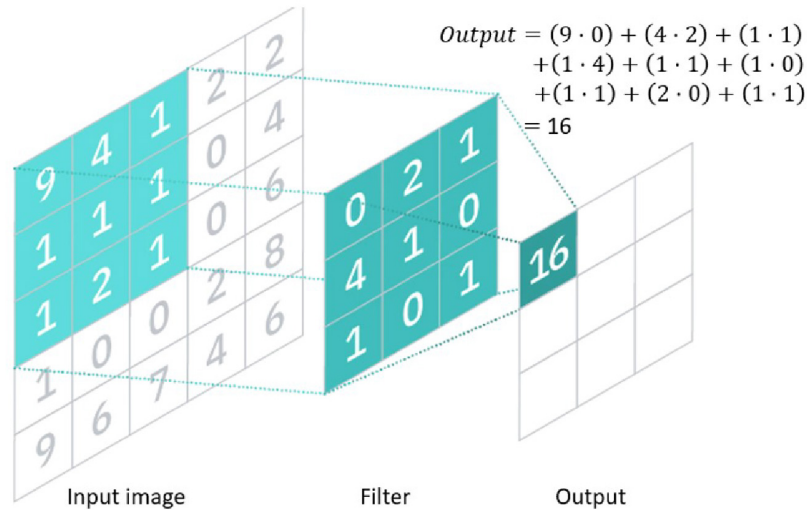 Output = (9 · 0) + (4 · 2) + (1 · 1)
+(1 · 4) + (1 · 1) + (1 · 0)
+(1 · 1) + (2 · 0) + (1 · 1)
= 16
9 4 1 2 2
1 1 1 0 4
1 2 1 0 6
1 0 0 2 8
9 6 7 4 6
0 2 1
4 1 0
1 0 1
16
Input image
Filter
Output